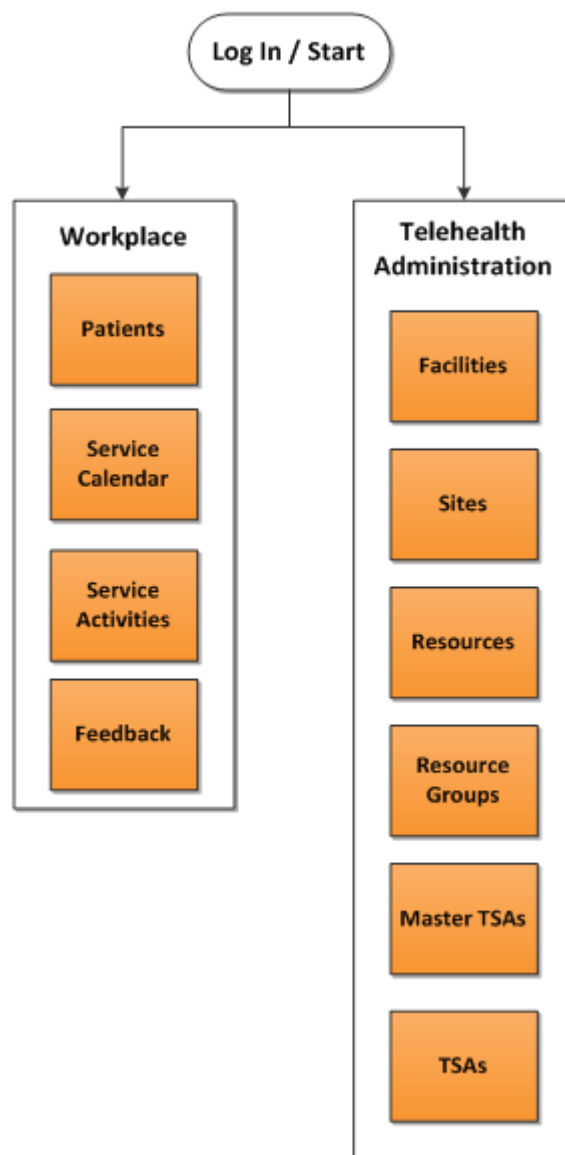 Log In / Start
Workplace
Patients
Service
Calendar
Service
Activities
Feedback
Telehealth
Administration
Facilities
Sites
Resources
Resource
Groups
Master TSAs
TSAs